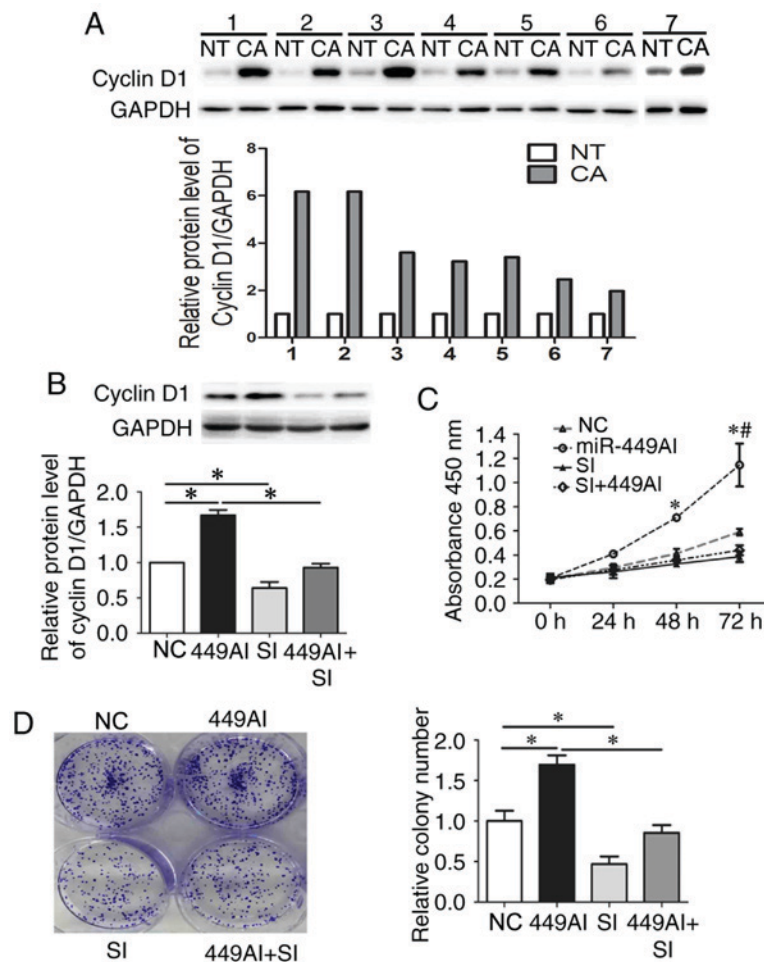 A
1 2 3 4 5 6 7
NT CA NT CA NT CA NT CA NT CA NT CA NT CA
Cyclin D1
GAPDH
Relative protein level of
Cyclin D1/GAPDH
8
6
4
2
0
NT
CA
1 2 3 4 5 6 7
B
Cyclin D1
GAPDH
Relative protein level
of cyclin D1/GAPDH
2.0
1.5
1.0
0.5
0.0
* 
* *
NC 449AI SI 449AI+
SI
C
Absorbance 450 nm
1.4
1.2
1.0
0.8
0.6
0.4
0.2
0.0
NC
miR-449AI
SI
SI+449AI
*
*#
0 h 24 h 48 h 72 h
D
NC 449AI
SI 449AI+SI
Relative colony number
2.0
1.5
1.0
0.5
0.0
*
* *
NC 449AI SI 449AI+
SI